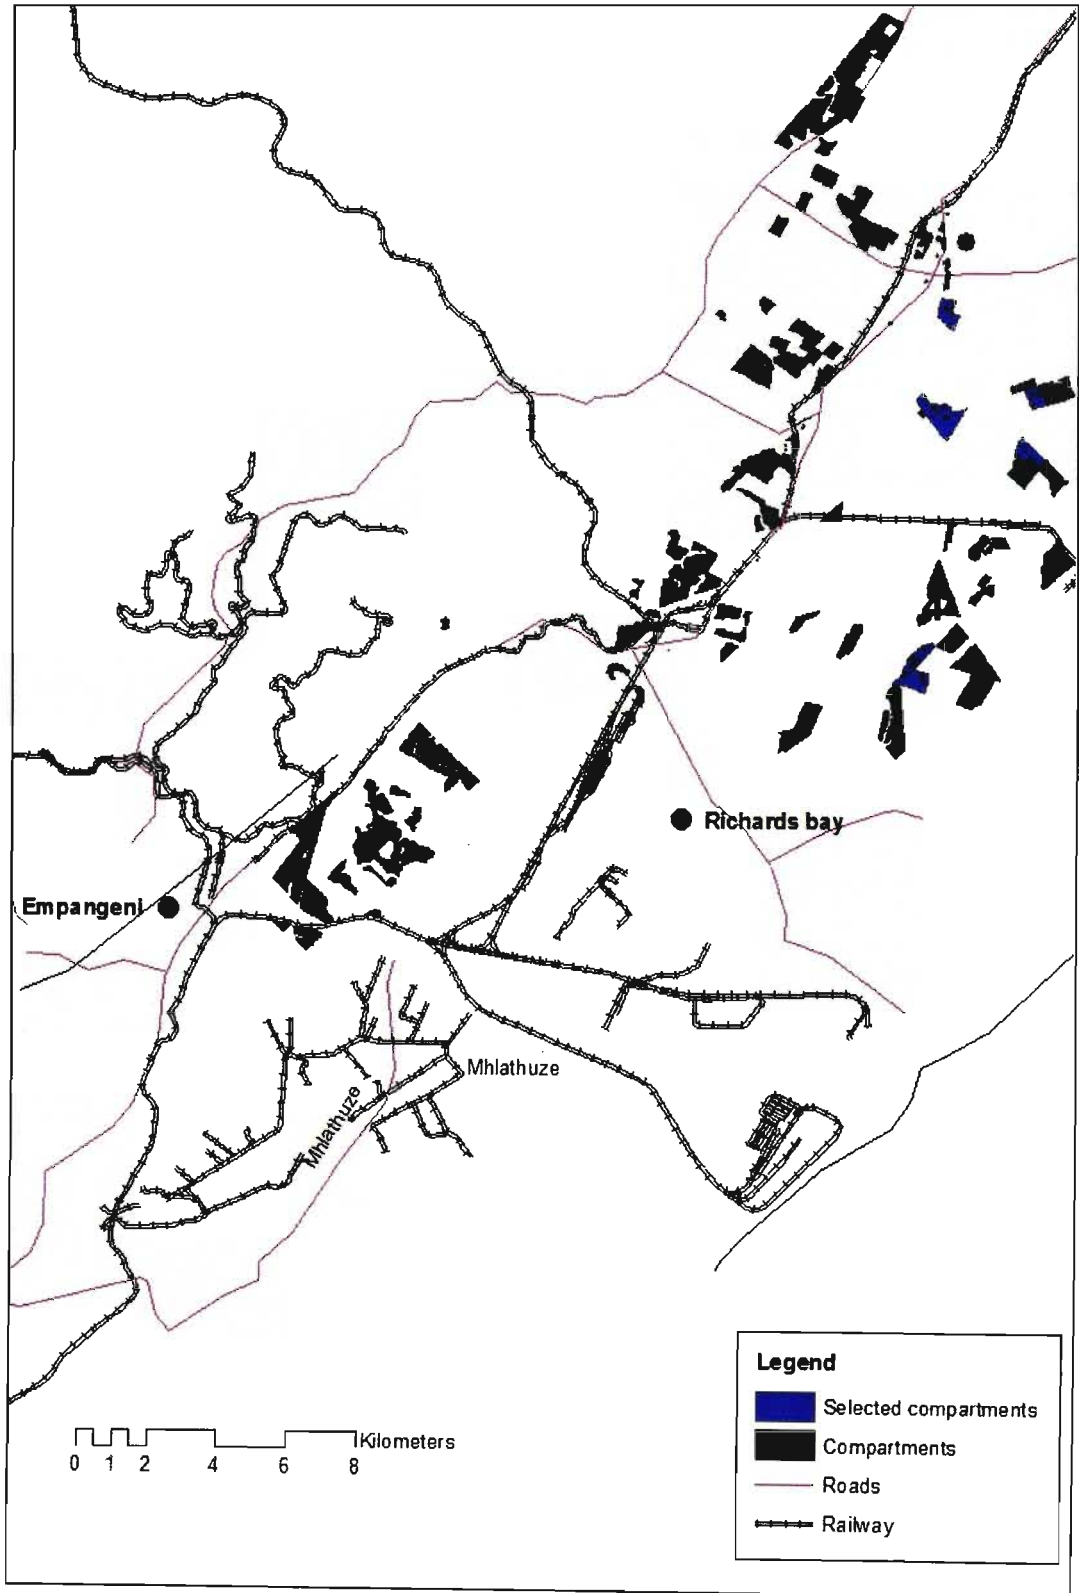 Richards bay
Empangeni
Mhlathuze
Mhlathuze
Legend
Selected compartments
Compartments
Roads
Railway
Kilometers
0 1 2 4 6 8